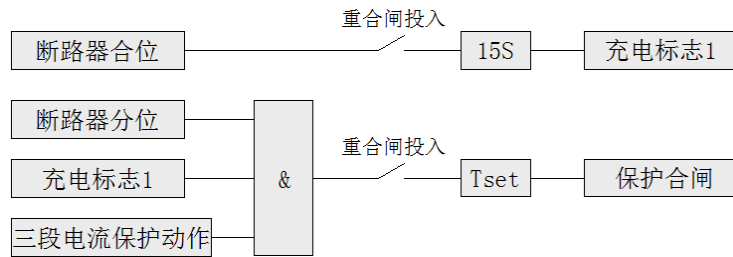 重合闸投入
断路器合位
15S
充电标志1
断路器分位
重合闸投入
充电标志1
&
Tset
保护合闸
三段电流保护动作